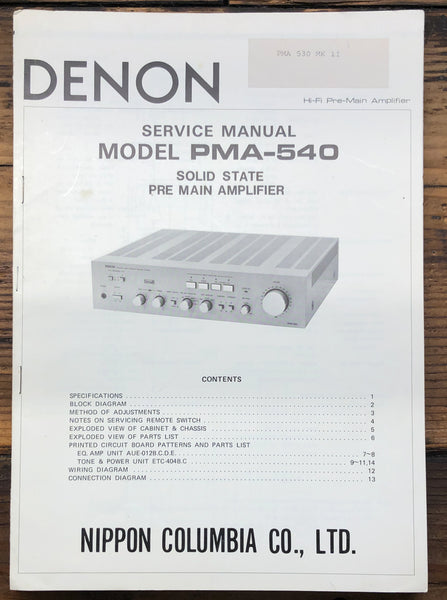 PMA 530 MK II
DENON
Hi-Fi Pre-Main Amplifier
SERVICE MANUAL
MODEL PMA-540
SOLID STATE
PRE MAIN AMPLIFIER
DENON
CONTENTS
SPECIFICATIONS 1
BLOCK DIAGRAM 2
METHOD OF ADJUSTMENTS 3
NOTES ON SERVICING REMOTE SWITCH 4
EXPLODED VIEW OF CABINET & CHASSIS 5
EXPLODED VIEW OF PARTS LIST 6
PRINTED CIRCUIT BOARD PATTERNS AND PARTS LIST
EQ. AMP UNIT AUE-0128.C.D.E. 7~8
TONE & POWER UNIT ETC-4048.C 9~11,14
WIRING DIAGRAM 12
CONNECTION DIAGRAM 13
NIPPON COLUMBIA CO., LTD.